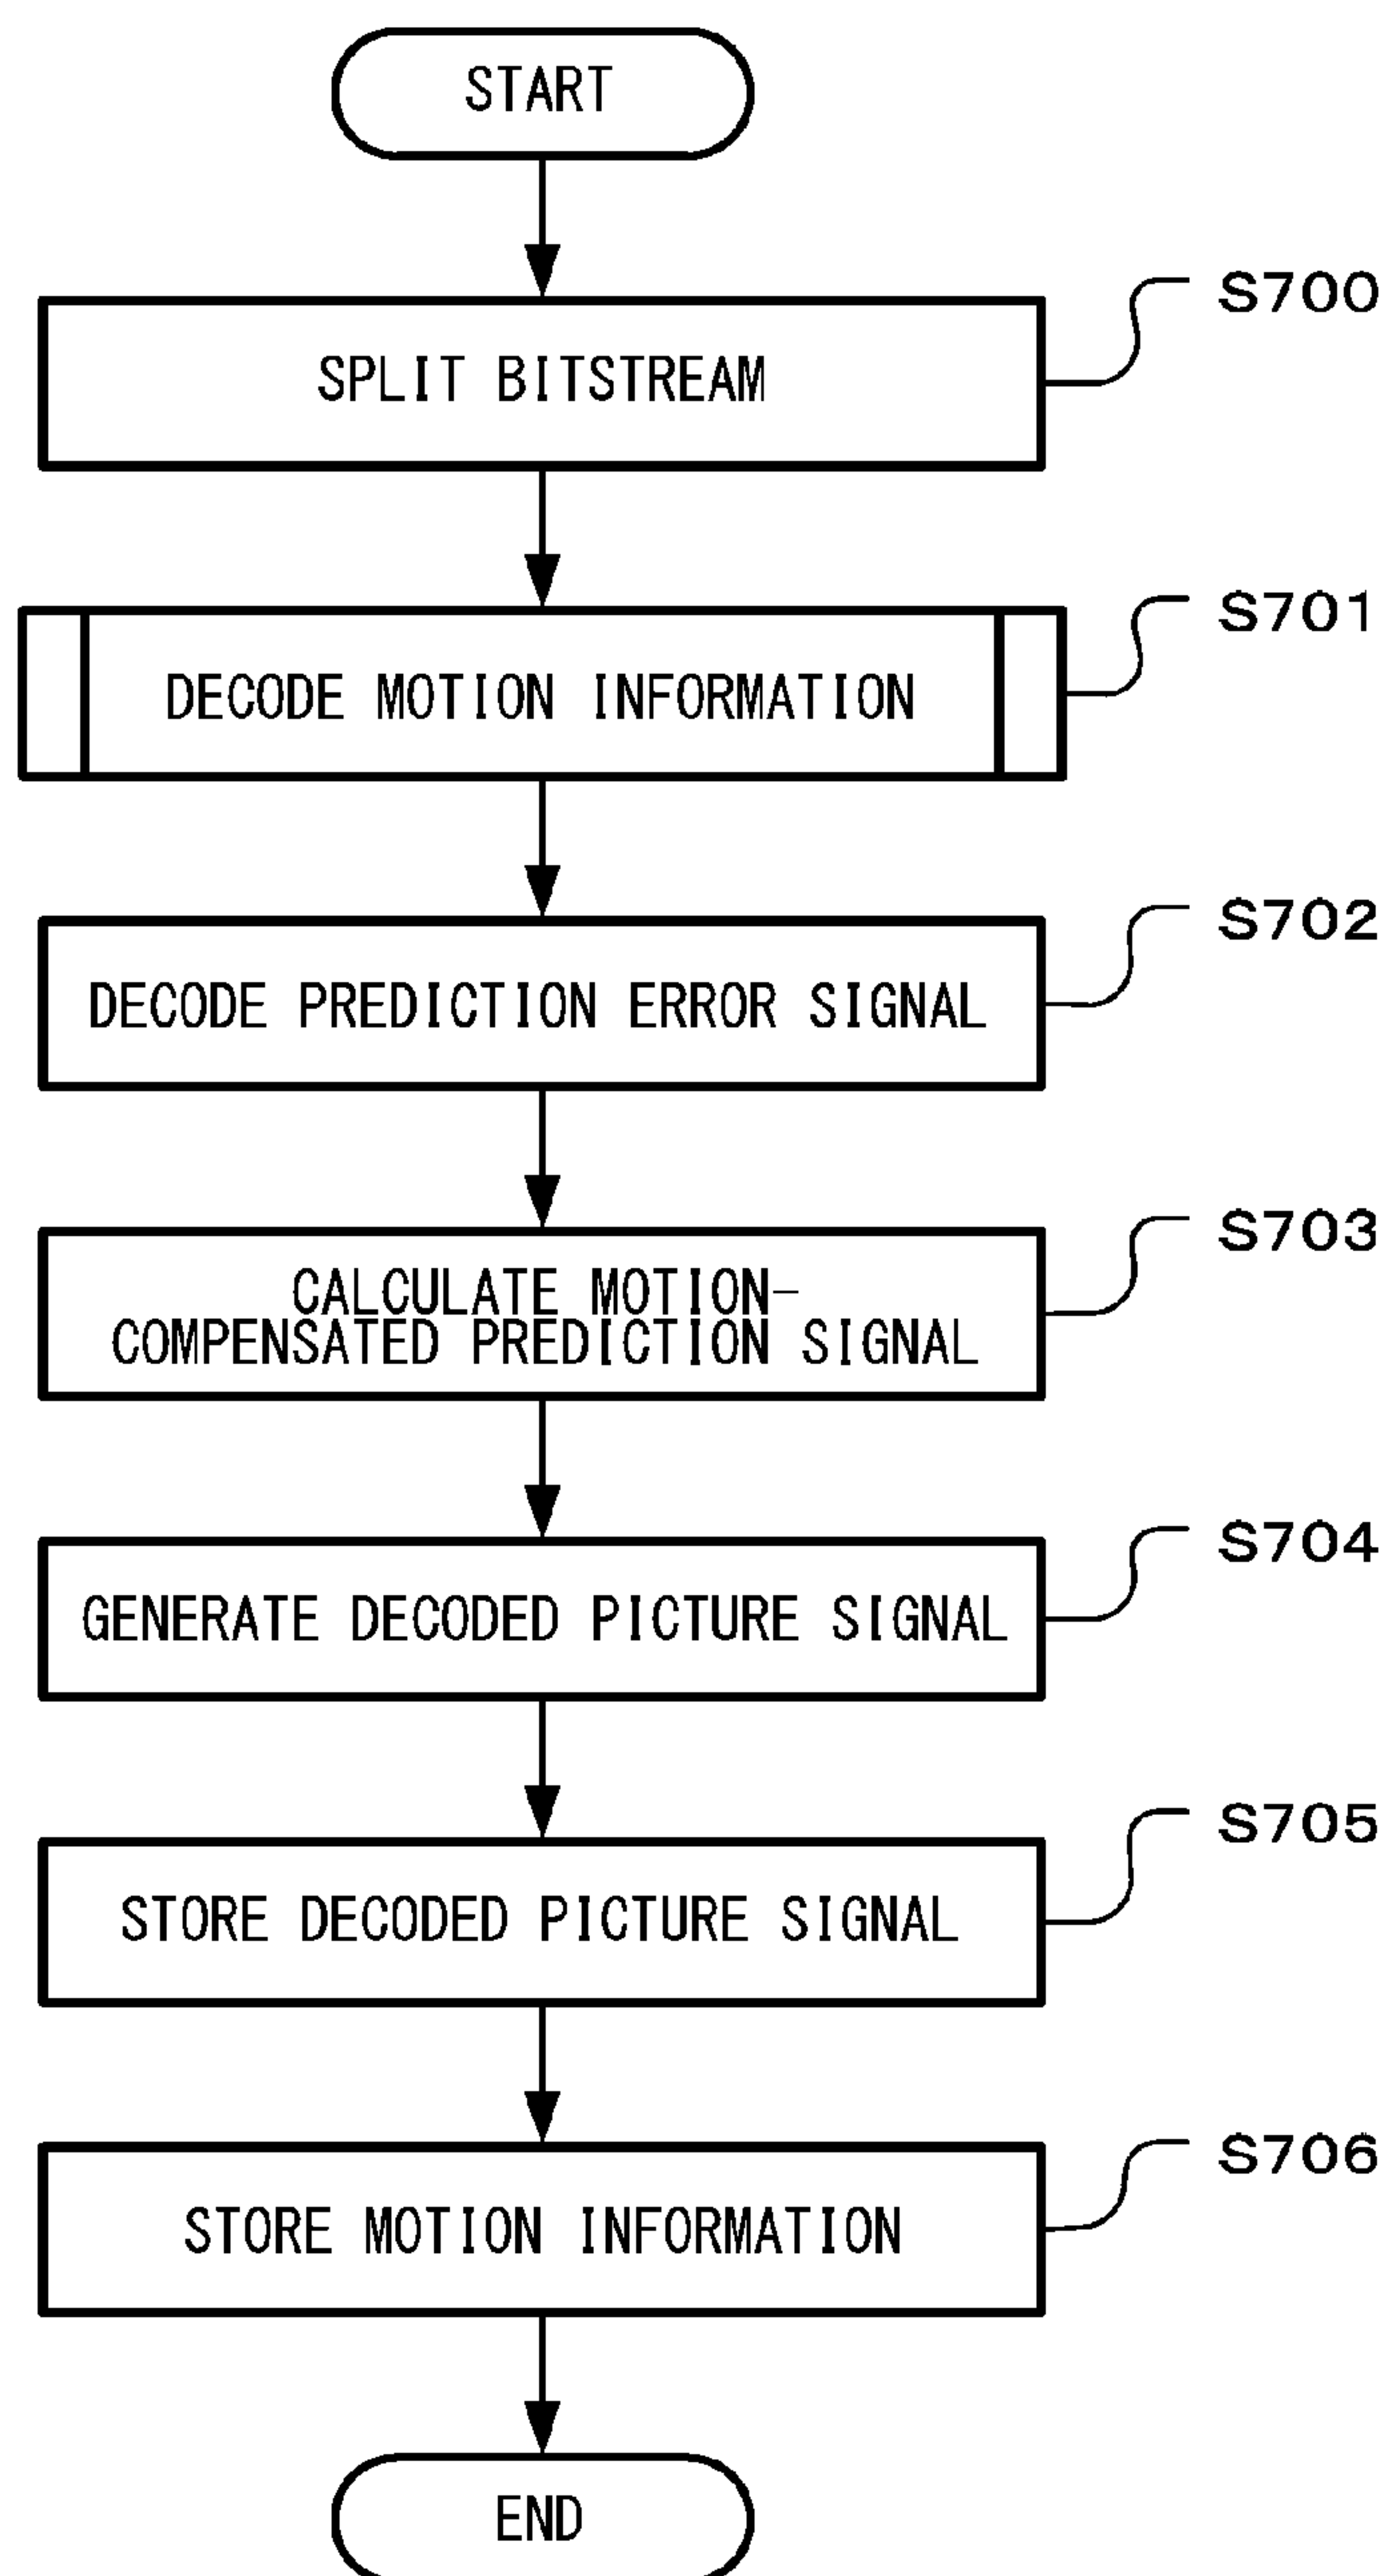 START
SPLIT BITSTREAM
S700
DECODE MOTION INFORMATION
S701
DECODE PREDICTION ERROR SIGNAL
S702
CALCULATE MOTION-
COMPENSATED PREDICTION SIGNAL
S703
GENERATE DECODED PICTURE SIGNAL
S704
STORE DECODED PICTURE SIGNAL
S705
STORE MOTION INFORMATION
S706
END